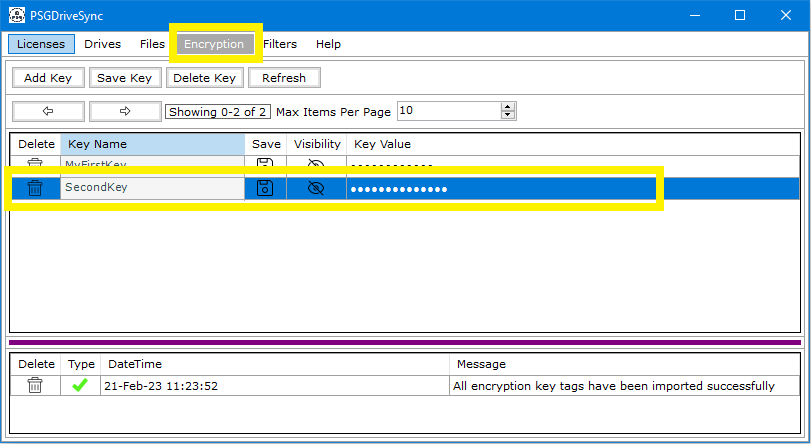 PSGDriveSync
Licenses Drives Files Encryption Filters Help
Add Key Save Key Delete Key Refresh
Showing 0-2 of 2 Max Items Per Page 10
Delete Key Name Save Visibility Key Value
MyFirstKey ••••••••••••
SecondKey ••••••••••••••
Delete Type DateTime Message
21-Feb-23 11:23:52 All encryption key tags have been imported successfully